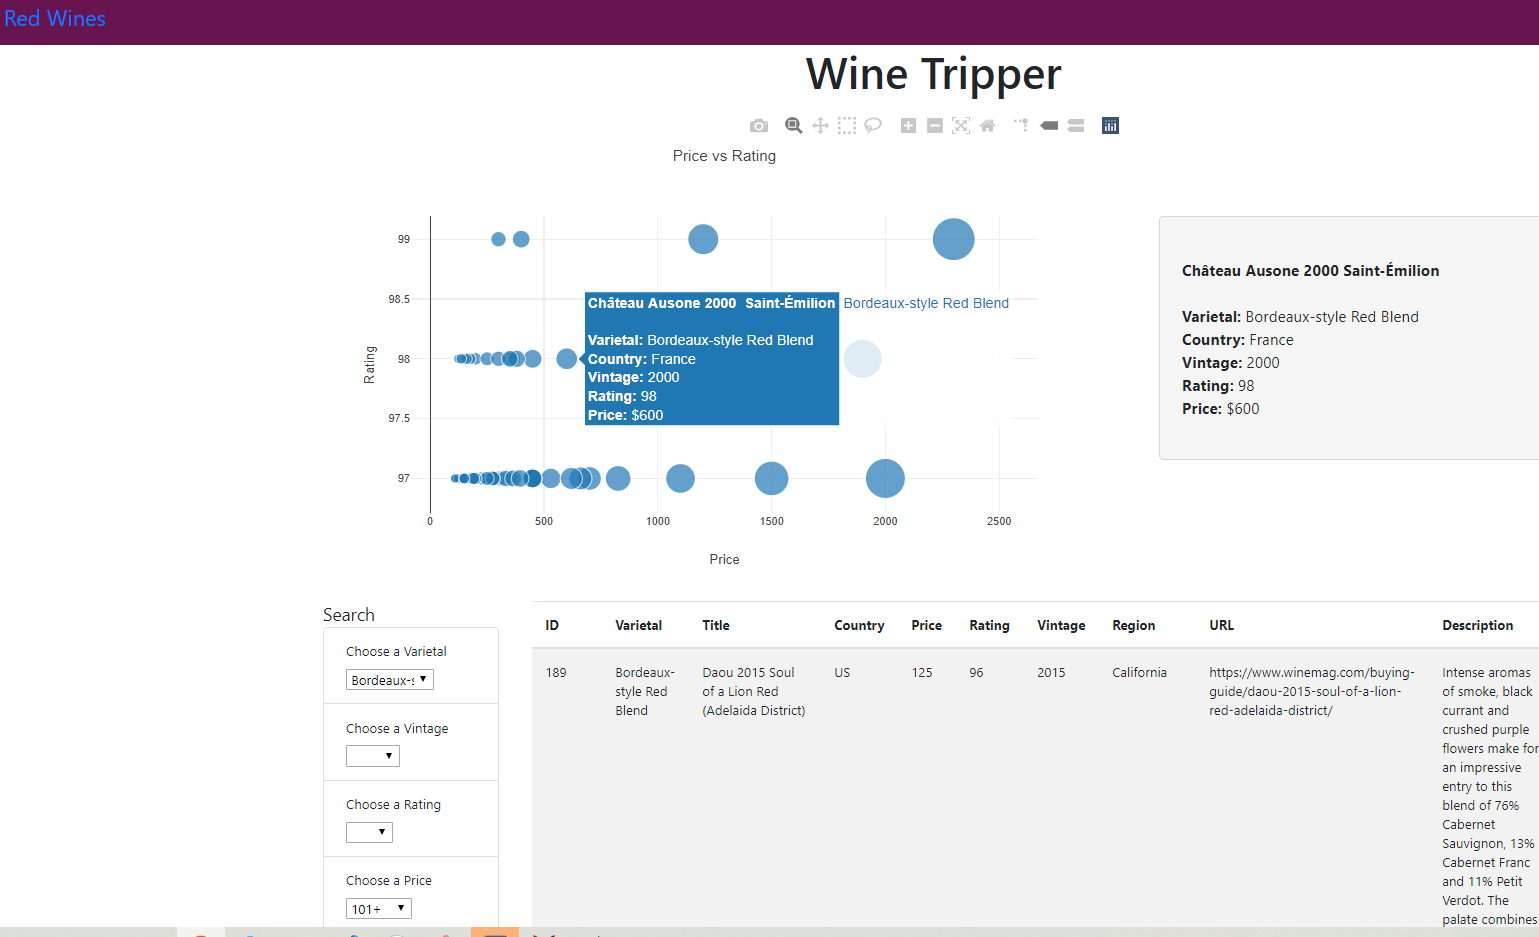 Red Wines
Wine Tripper
Price vs Rating
99
98.5
98
97.5
97
Rating
0
500
1000
1500
2000
2500
Price
Château Ausone 2000 Saint-Émilion
Varietal: Bordeaux-style Red Blend
Country: France
Vintage: 2000
Rating: 98
Price: $600
Bordeaux-style Red Blend
Château Ausone 2000 Saint-Émilion
Varietal: Bordeaux-style Red Blend
Country: France
Vintage: 2000
Rating: 98
Price: $600
Search
Choose a Varietal
Bordeaux-s
Choose a Vintage
Choose a Rating
Choose a Price
101+
ID Varietal Title Country Price Rating Vintage Region URL Description
189
Bordeaux-
style Red
Blend
Daou 2015 Soul
of a Lion Red
(Adelaida District)
US
125
96
2015
California
https://www.winemag.com/buying-
guide/daou-2015-soul-of-a-lion-
red-adelaida-district/
Intense aromas
of smoke, black
currant and
crushed purple
flowers make for
an impressive
entry to this
blend of 76%
Cabernet
Sauvignon, 13%
Cabernet Franc
and 11% Petit
Verdot. The
palate combines